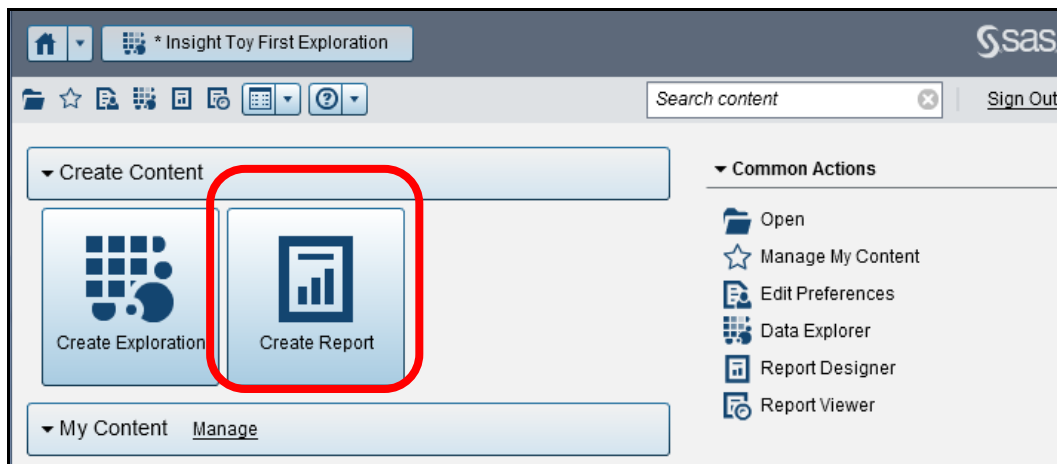 * Insight Toy First Exploration
sas
Search content
Sign Out
Create Content
Common Actions
Create Exploration
Create Report
Open
Manage My Content
Edit Preferences
Data Explorer
Report Designer
Report Viewer
My Content Manage